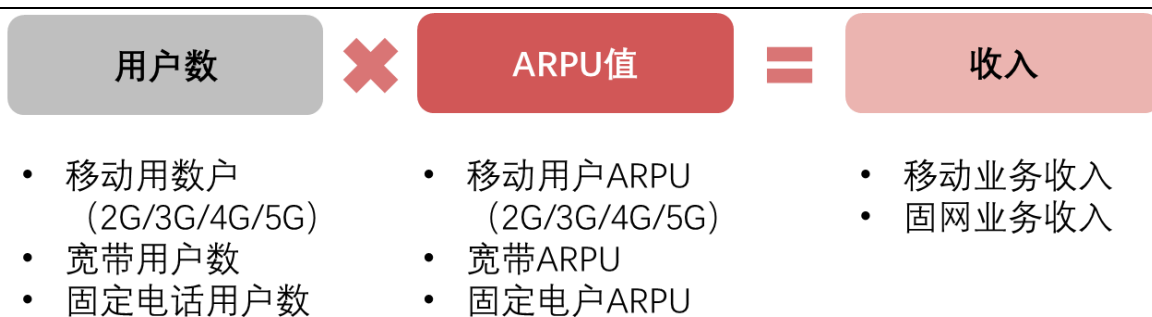 用户数
ARPU值
收入
• 移动用数户
（2G/3G/4G/5G）
• 宽带用户数
• 固定电话用户数
• 移动用户ARPU
（2G/3G/4G/5G）
• 宽带ARPU
• 固定电户ARPU
• 移动业务收入
• 固网业务收入